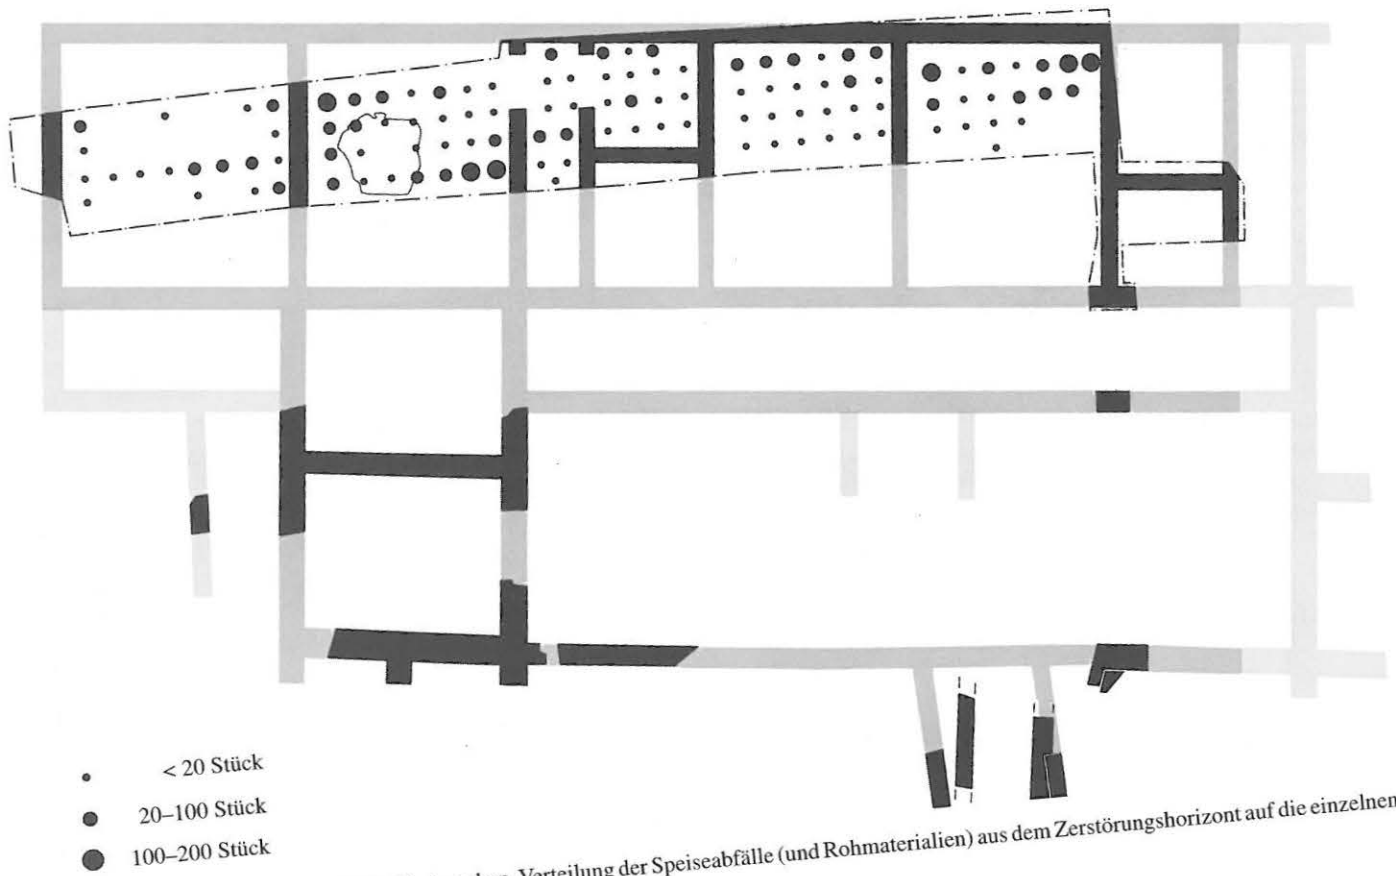 < 20 Stück
20–100 Stück
100–200 Stück
Verteilung der Speiseabfälle (und Rohmaterialien) aus dem Zerstörungshorizont auf die einzelnen